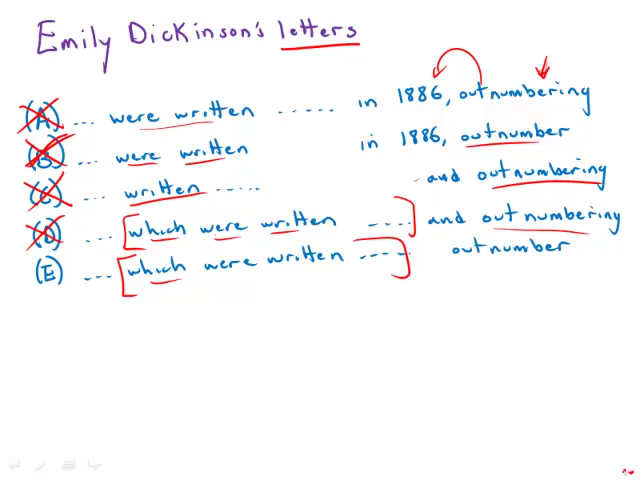 Emily Dickinson's letters
(A) ... were written ..... in 1886, outnumbering
(B) ... were written in 1886, outnumber
(C) ... written ..... - and outnumbering
(D) ... [which were written ....] and outnumbering
(E) .... [which were written ....] outnumber